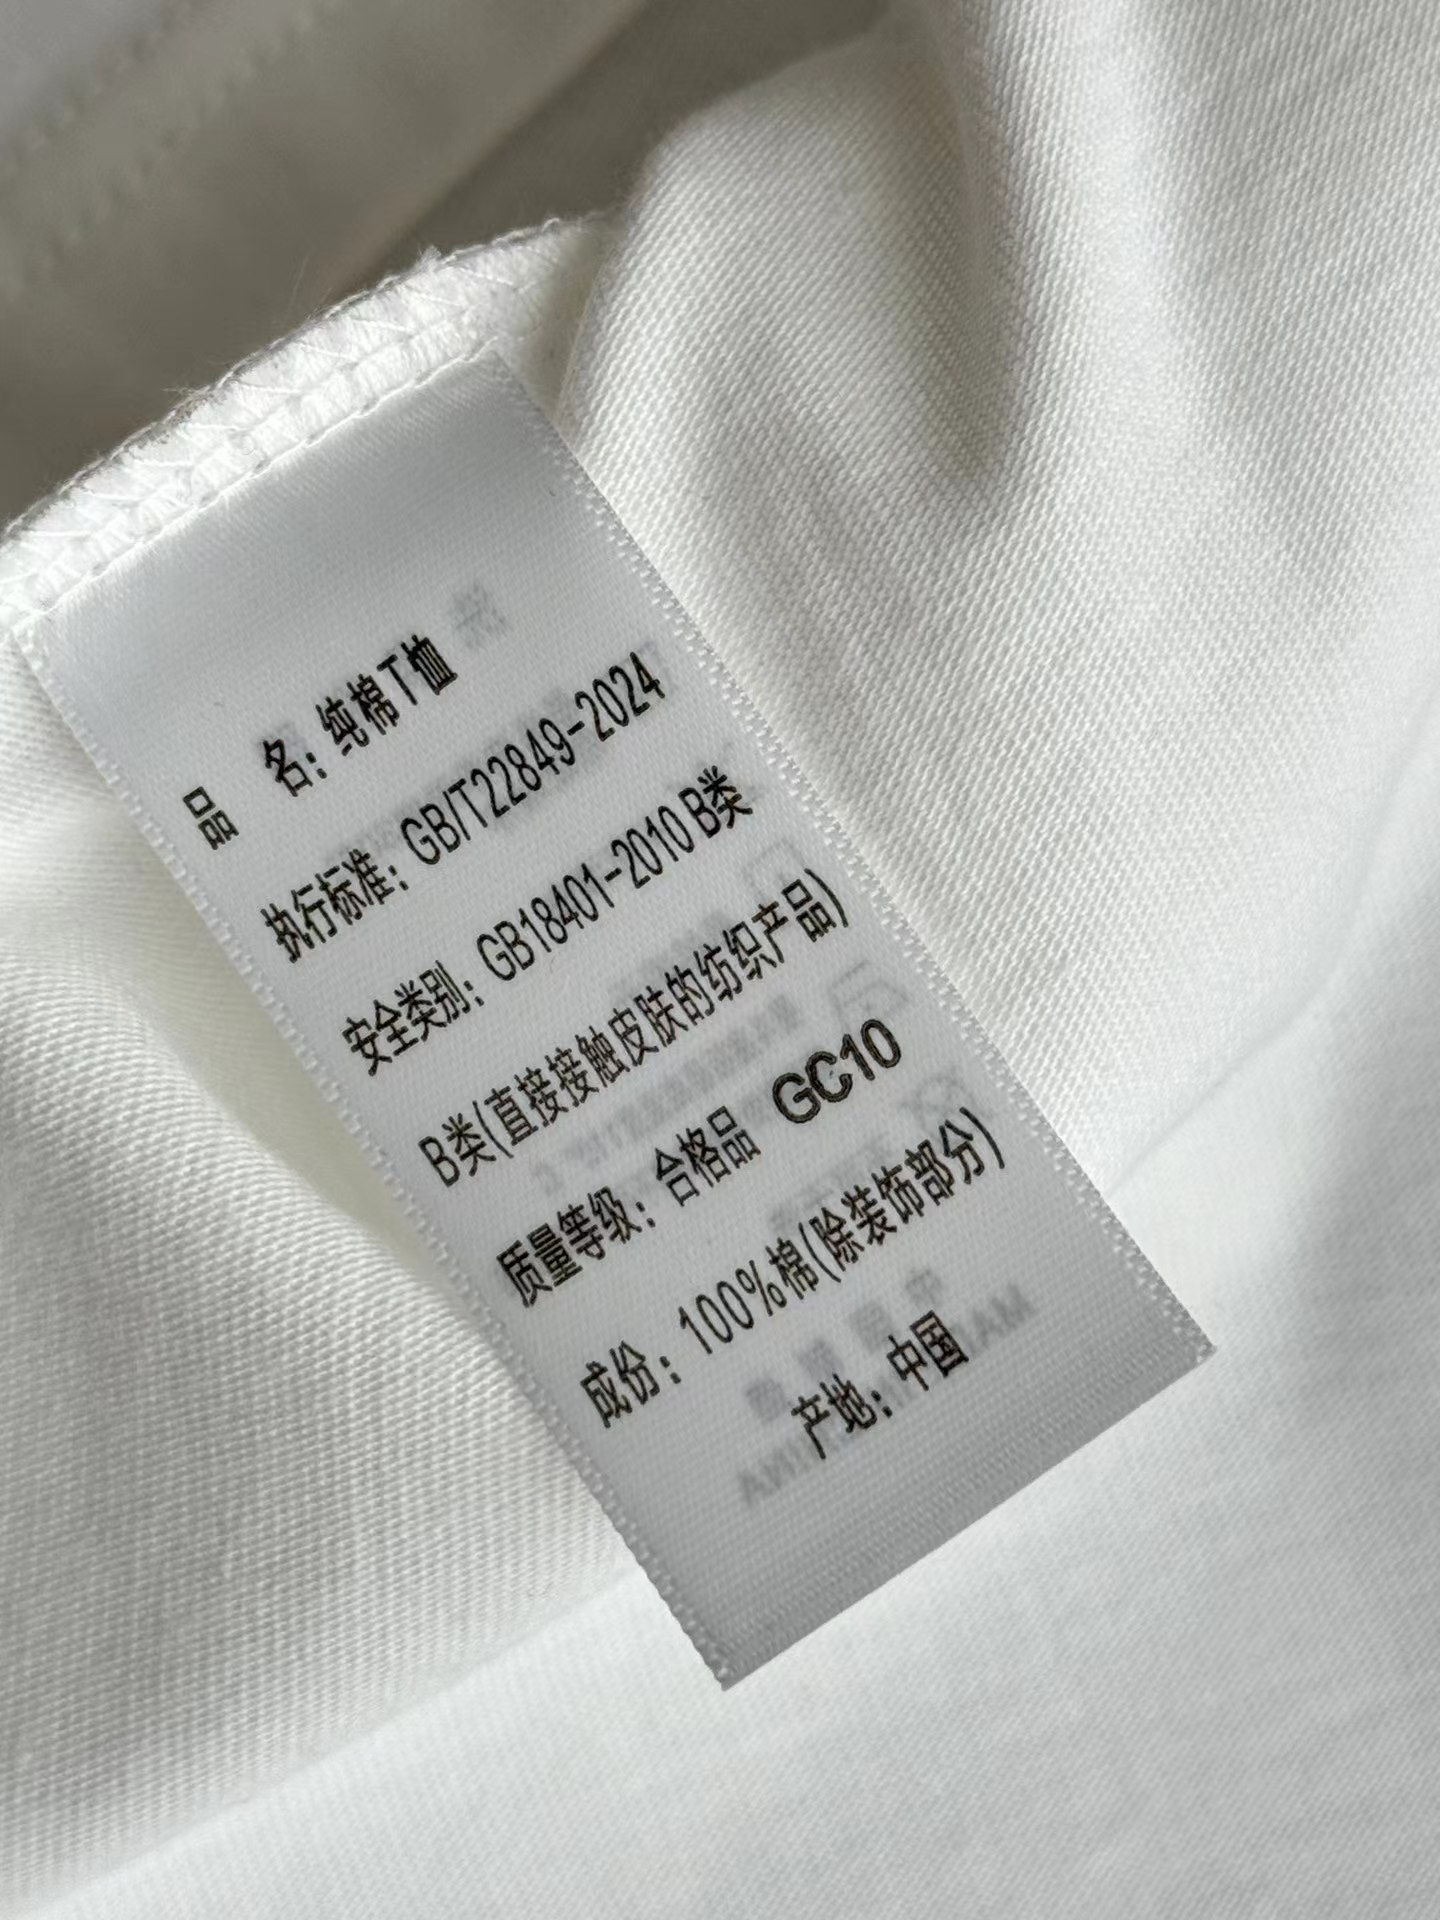 品 名：纯棉T恤
执行标准：GB/T22849-2024
安全类别：GB18401-2010 B类
B类(直接接触皮肤的纺织产品)
质量等级：合格品 GC10
成份：100%棉(除装饰部分)
产地：中国